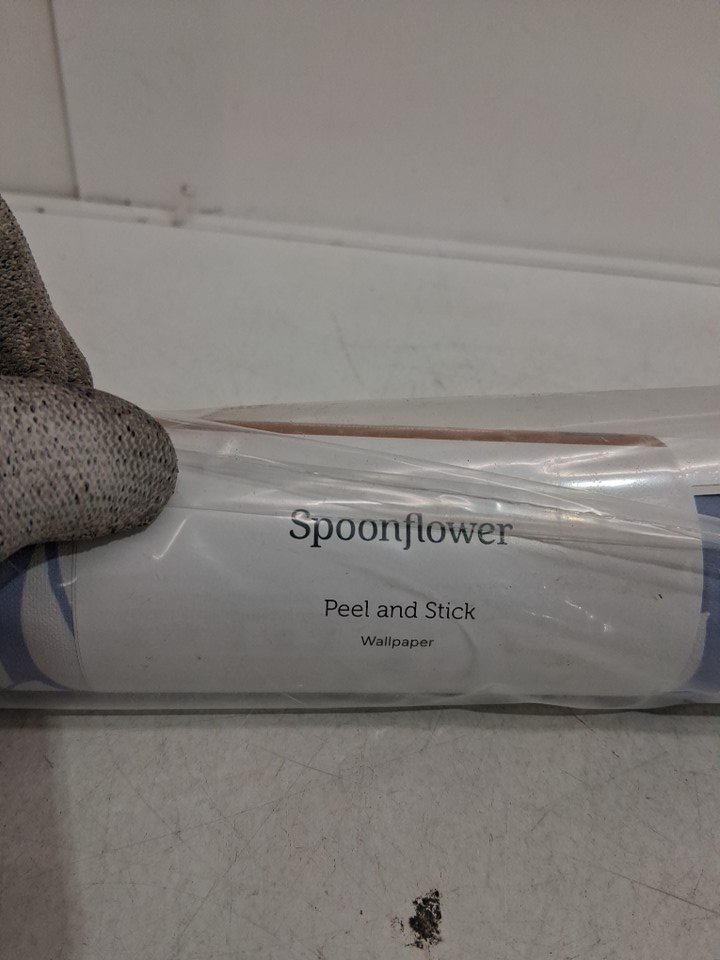 Spoonflower
Peel and Stick
Wallpaper